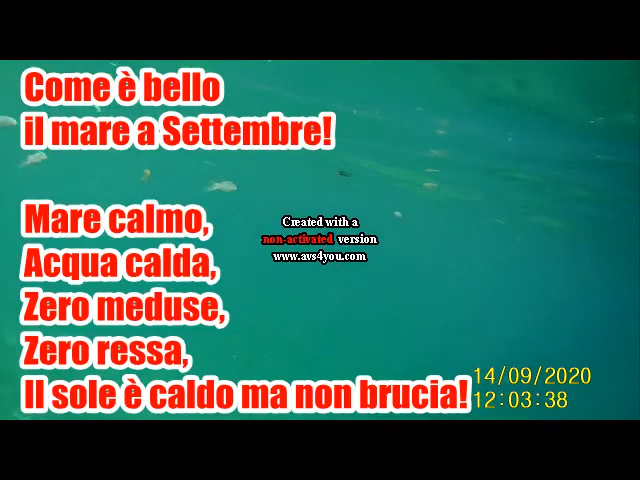 Come è bello
il mare a Settembre!
Mare calmo,
Acqua calda,
Zero meduse,
Zero ressa,
Il sole è caldo ma non brucia!
Created with a
non-activated version
www.avs4you.com
14/09/2020
12:03:38